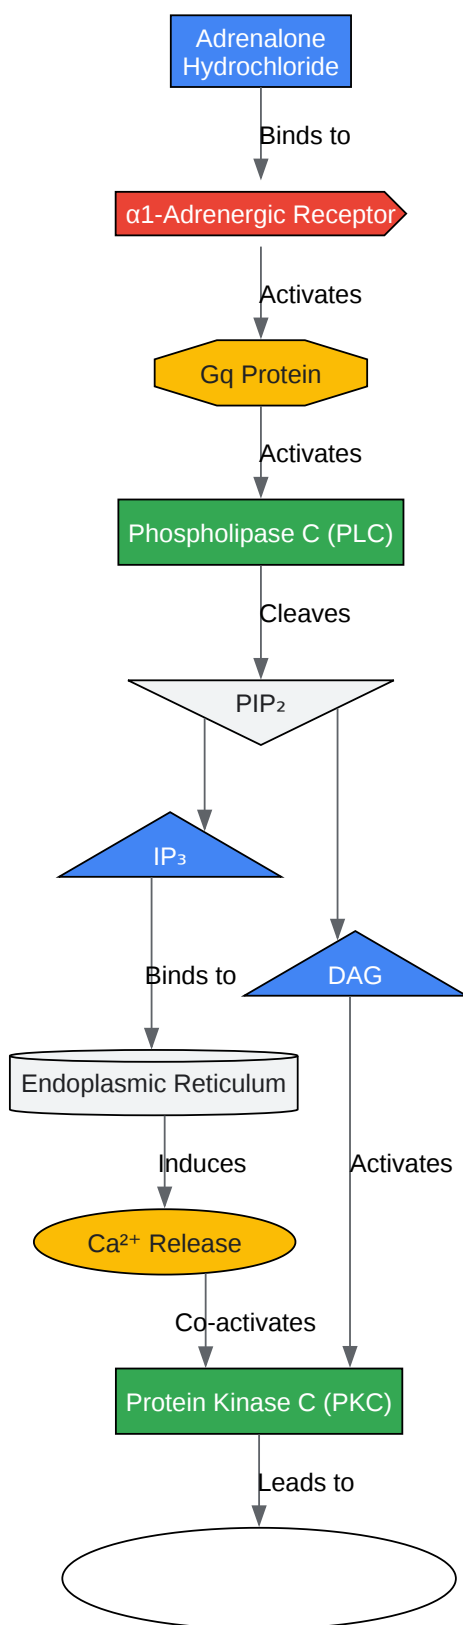 Adrenalone
Hydrochloride
Binds to
α1-Adrenergic Receptor
Activates
Gq Protein
Activates
Phospholipase C (PLC)
Cleaves
PIP₂
IP₃
DAG
Binds to
Endoplasmic Reticulum
Induces
Activates
Ca²⁺ Release
Co-activates
Protein Kinase C (PKC)
Leads to